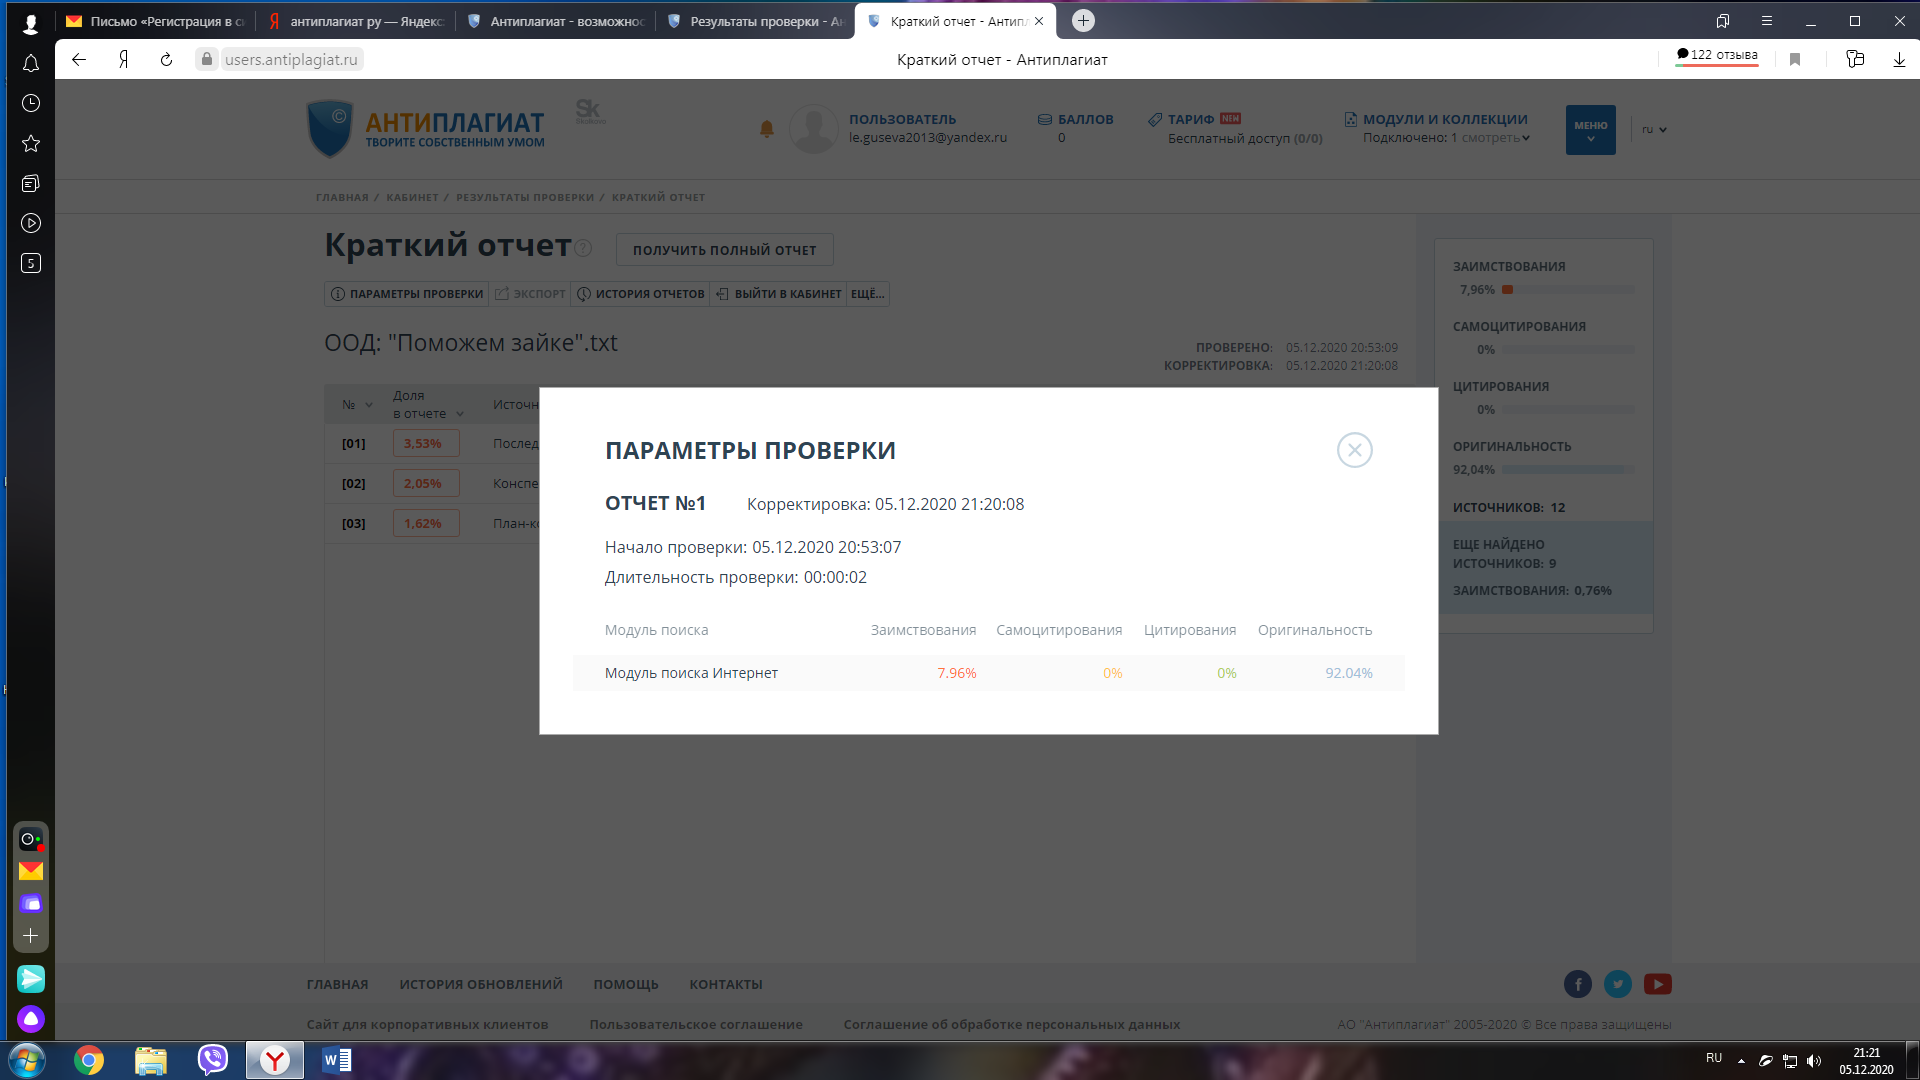 Письмо «Регистрация в си
антиплагиат ру — Яндекс
Антиплагиат - возможнос
Результаты проверки - Ан
Краткий отчет - Антипл
users.antiplagiat.ru
Краткий отчет - Антиплагиат
122 отзыва
5
АНТИПЛАГИАТ
ТВОРИТЕ СОБСТВЕННЫМ УМОМ
Sk
ПОЛЬЗОВАТЕЛЬ
le.guseva2013@yandex.ru
БАЛЛОВ
0
ТАРИФ NEW
Бесплатный доступ (0/0)
МОДУЛИ И КОЛЛЕКЦИИ
Подключено: 1 смотреть
МЕНЮ
ru
ГЛАВНАЯ / КАБИНЕТ / РЕЗУЛЬТАТЫ ПРОВЕРКИ / КРАТКИЙ ОТЧЕТ
Краткий отчет ?
ПОЛУЧИТЬ ПОЛНЫЙ ОТЧЕТ
ПАРАМЕТРЫ ПРОВЕРКИ
ЭКСПОРТ
ИСТОРИЯ ОТЧЕТОВ
ВЫЙТИ В КАБИНЕТ
ЕЩЁ...
ООД: "Поможем зайке".txt
ПРОВЕРЕНО: 05.12.2020 20:53:09
КОРРЕКТИРОВКА: 05.12.2020 21:20:08
№
Доля
в отчете
Источн
[01] 3,53% Послед
[02] 2,05% Конспе
[03] 1,62% План-ко
ПАРАМЕТРЫ ПРОВЕРКИ
ОТЧЕТ №1 Корректировка: 05.12.2020 21:20:08
Начало проверки: 05.12.2020 20:53:07
Длительность проверки: 00:00:02
Модуль поиска Заимствования Самоцитирования Цитирования Оригинальность
Модуль поиска Интернет 7.96% 0% 0% 92.04%
ЗАИМСТВОВАНИЯ
7,96%
САМОЦИТИРОВАНИЯ
0%
ЦИТИРОВАНИЯ
0%
ОРИГИНАЛЬНОСТЬ
92,04%
ИСТОЧНИКОВ: 12
ЕЩЕ НАЙДЕНО
ИСТОЧНИКОВ: 9
ЗАИМСТВОВАНИЯ: 0,76%
ГЛАВНАЯ ИСТОРИЯ ОБНОВЛЕНИЙ ПОМОЩЬ КОНТАКТЫ
Сайт для корпоративных клиентов Пользовательское соглашение Соглашение об обработке персональных данных
АО "Антиплагиат" 2005-2020 © Все права защищены
RU
21:21
05.12.2020